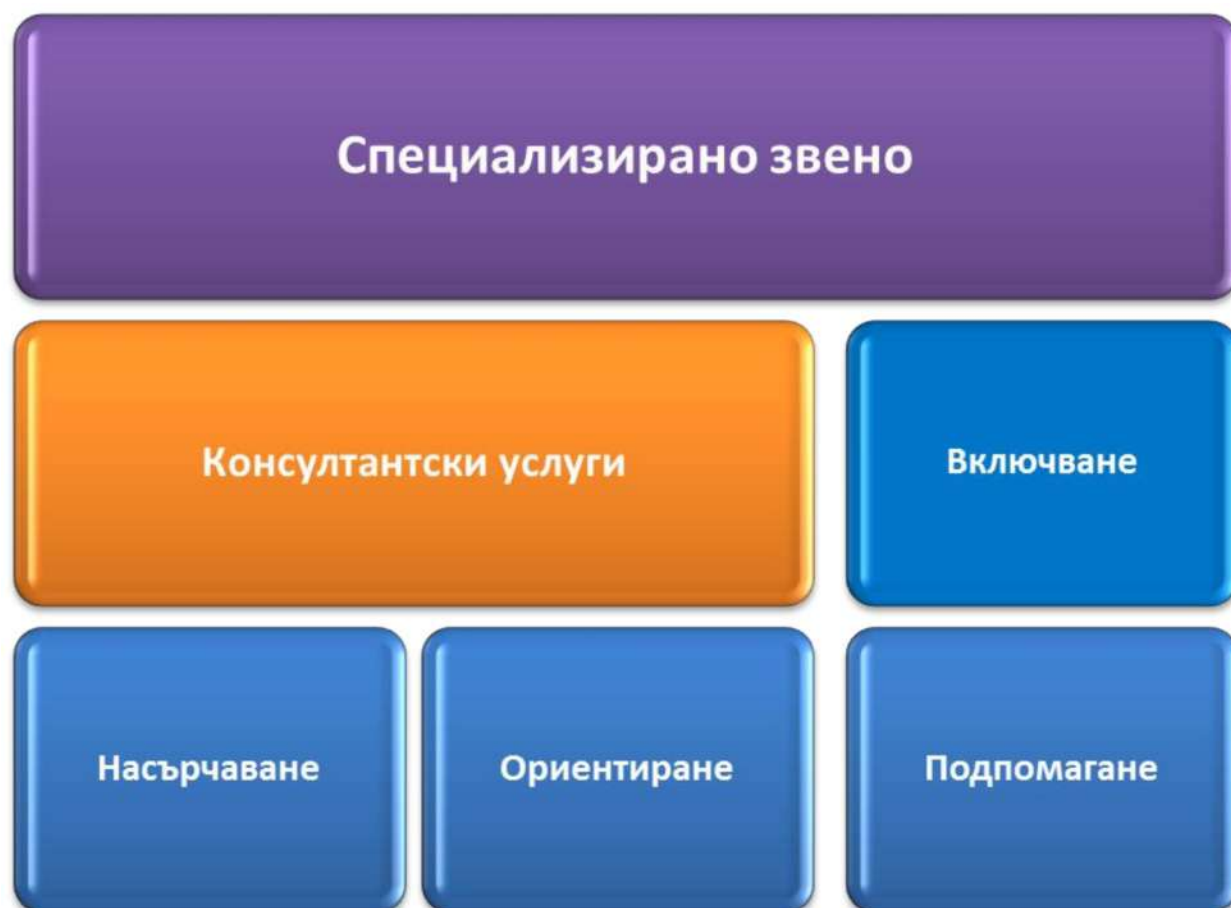 Специализирано звено
Консултантски услуги
Включване
Насърчаване
Ориентиране
Подпомагане